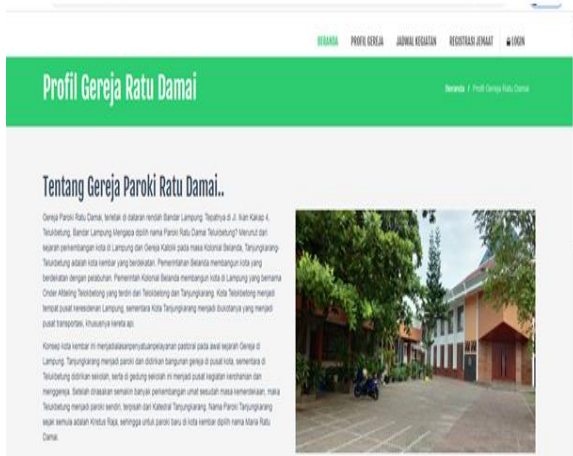 BERANDA PROFIL GEREJA JADWAL KEGIATAN REGISTRASI JEMAAT LOGIN
Profil Gereja Ratu Damai
Beranda / Profil Gereja Ratu Damai
Tentang Gereja Paroki Ratu Damai..
Gereja Paroki Ratu Damai, terletak di dataran rendah Bandar Lampung. Tepatnya di Jl. Ikan Kakap 4,
Telukbetung, Bandar Lampung Mengapa dipilih nama Paroki Ratu Damai Telukbetung? Menurut dari
sejarah perkembangan kota di Lampung dan Gereja Katolik pada masa Kolonial Belanda, Tanjungkarang-
Telukbetung adalah kota kembar yang berdekatan. Pemerintahan Belanda membangun kota yang
berdekatan dengan pelabuhan. Pemerintah Kolonial Belanda membangun kota di Lampung yang bernama
Onder Afdeling Telokbetong yang terdiri dari Telokbetong dan Tanjungkarang. Kota Telokbetong menjadi
tempat pusat keresidenan Lampung, sementara Kota Tanjungkarang menjadi ibukotanya yang menjadi
pusat transportasi, khususnya kereta api.
Konsep kota kembar ini menjadi pelayanan pastoral pada awal sejarah Gereja di
Lampung. Tanjungkarang menjadi paroki dan didirikan bangunan gereja di pusat kota, sementara di
Telukbetung didirikan sekolah, serta di gedung sekolah ini menjadi pusat kegiatan kerohanian dan
menggereja. Setelah dirasakan semakin banyak perkembangan umat sesudah masa kemerdekaan, maka
Telukbetung menjadi paroki sendiri, terpisah dari Katedral Tanjungkarang. Nama Paroki Tanjungkarang
sejak semula adalah Kristus Raja, sehingga untuk paroki baru di kota kembar dipilih nama Maria Ratu
Damai.